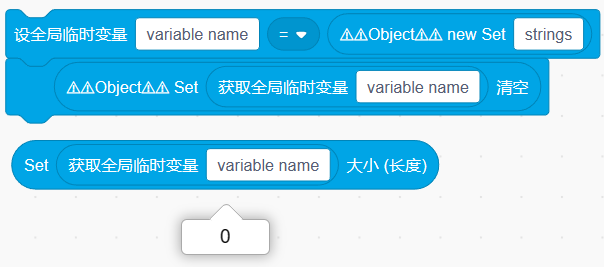 设全局临时变量 variable name = ⚠⚠Object⚠⚠ new Set strings
⚠⚠Object⚠⚠ Set 获取全局临时变量 variable name 清空
Set 获取全局临时变量 variable name 大小 (长度)
0